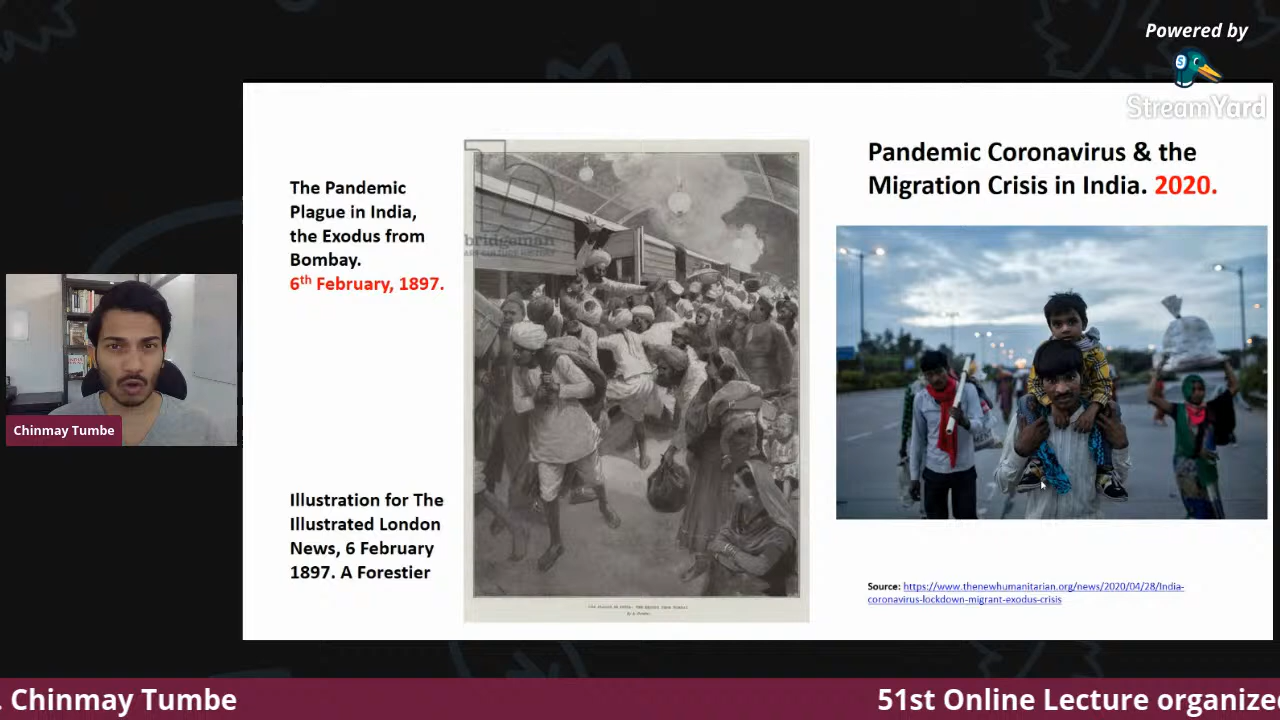 Powered by
StreamYard
The Pandemic
Plague in India,
the Exodus from
Bombay.
6th February, 1897.
Illustration for The
Illustrated London
News, 6 February
1897. A Forestier
bridgeman
Pandemic Coronavirus & the
Migration Crisis in India. 2020.
Source: https://www.thenewhumanitarian.org/news/2020/04/28/India-
coronavirus-lockdown-migrant-exodus-crisis
Chinmay Tumbe
. Chinmay Tumbe
51st Online Lecture organized